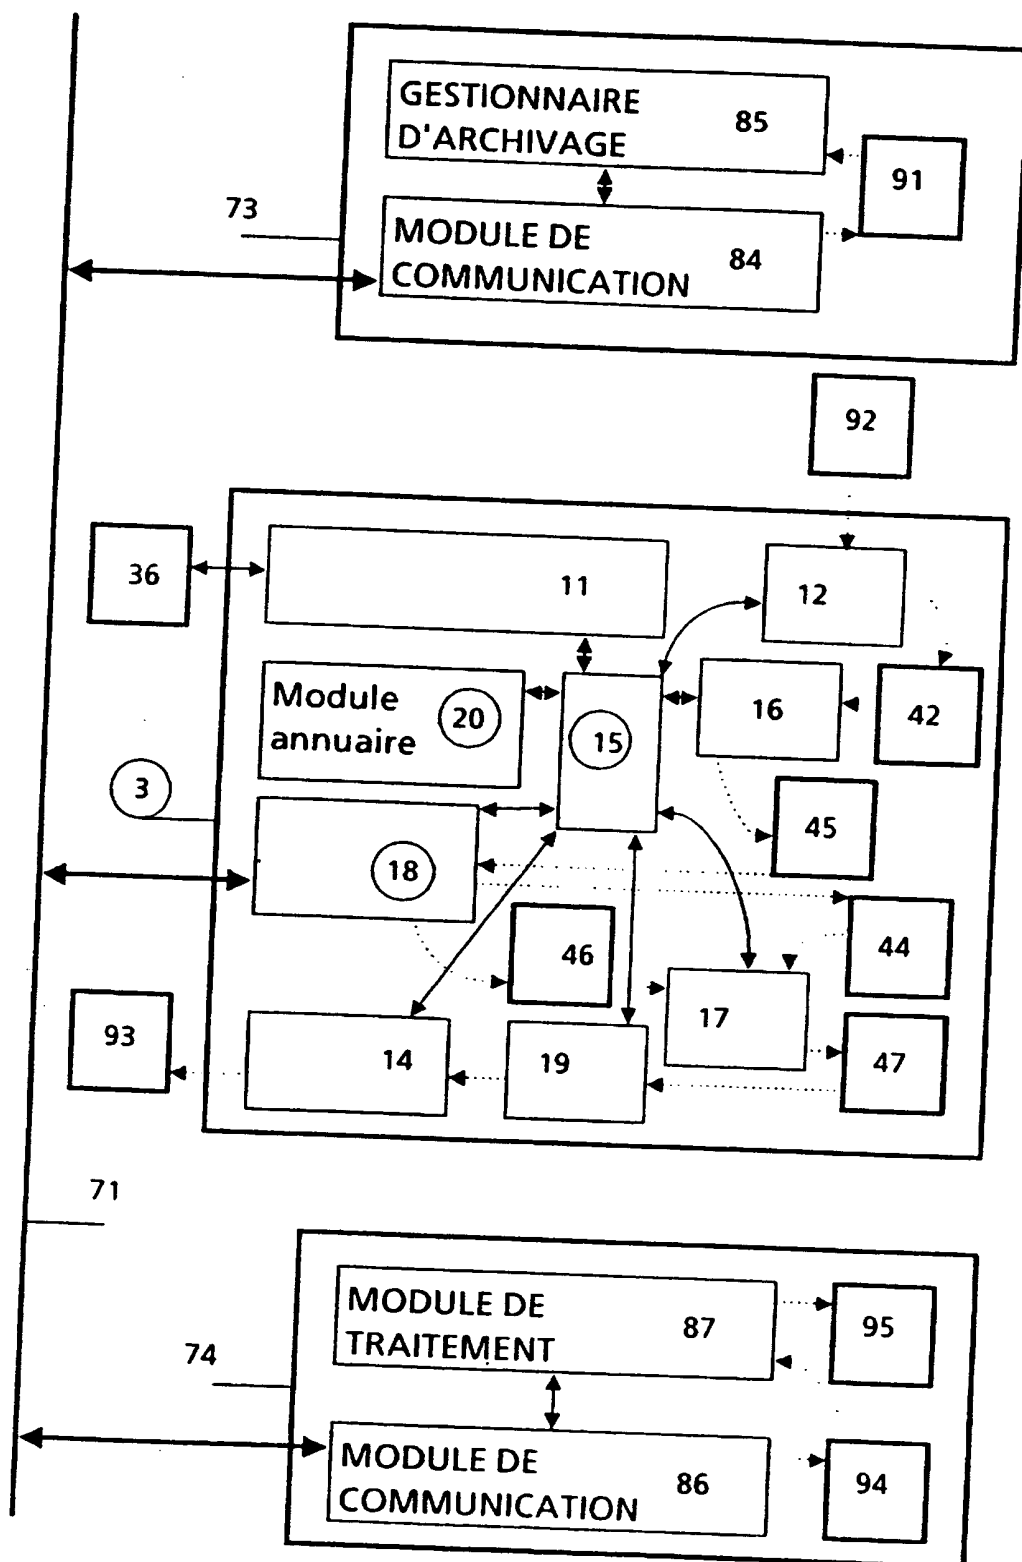 GESTIONNAIRE
D'ARCHIVAGE
85
91
73
MODULE DE
COMMUNICATION
84
92
36
11
12
Module
annuaire
20
15
16
42
3
18
45
46
44
93
14
19
17
47
71
MODULE DE
TRAITEMENT
87
95
74
MODULE DE
COMMUNICATION
86
94